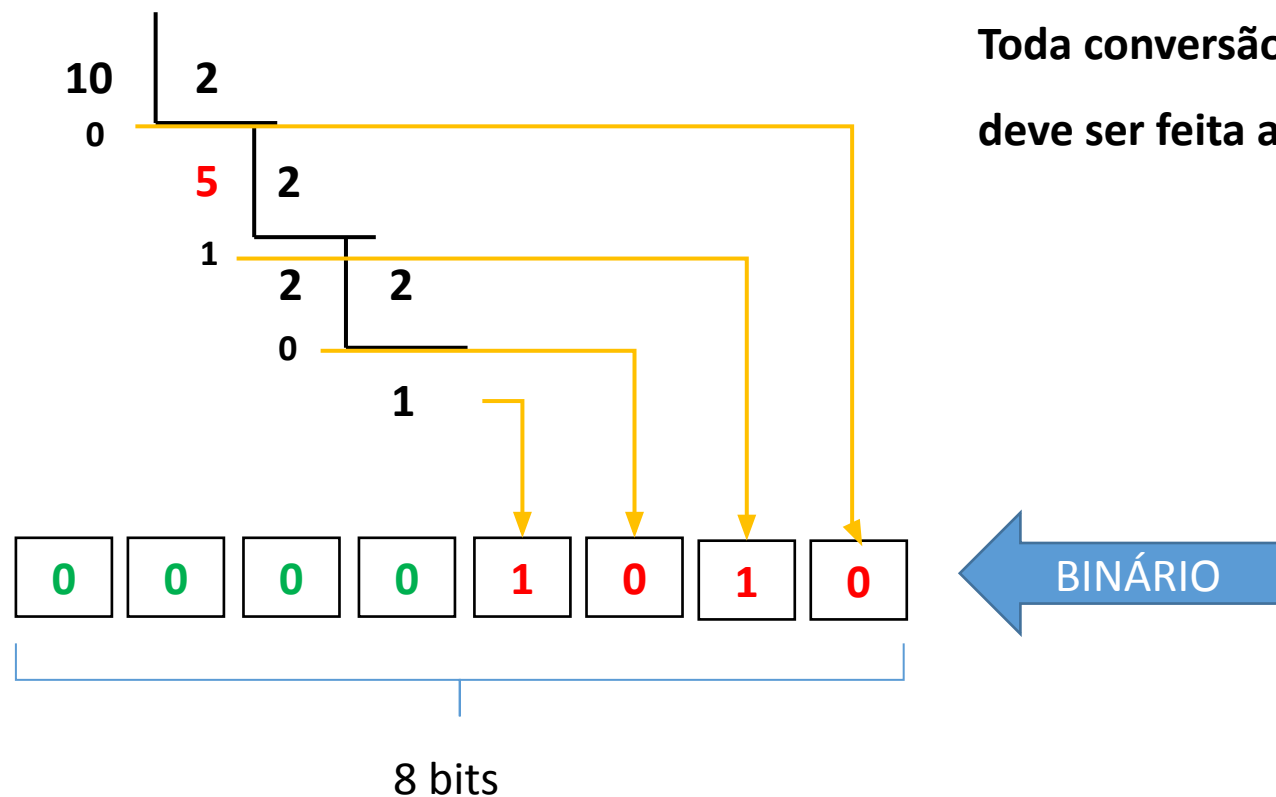 Toda conversão
deve ser feita a
10 2
0
5 2
1
2 2
0
1
0 0 0 0 1 0 1 0
BINÁRIO
8 bits